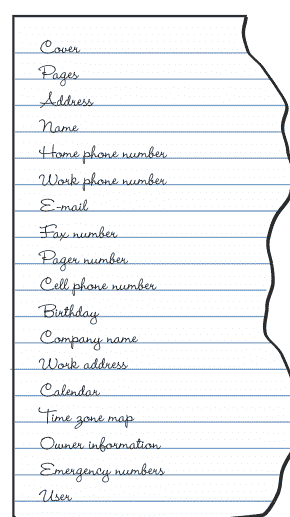 Cover
Pages
Address
Name
Home phone number
Work phone number
E-mail
Fax number
Pager number
Cell phone number
Birthday
Company name
Work address
Calendar
Time zone map
Owner information
Emergency numbers
User